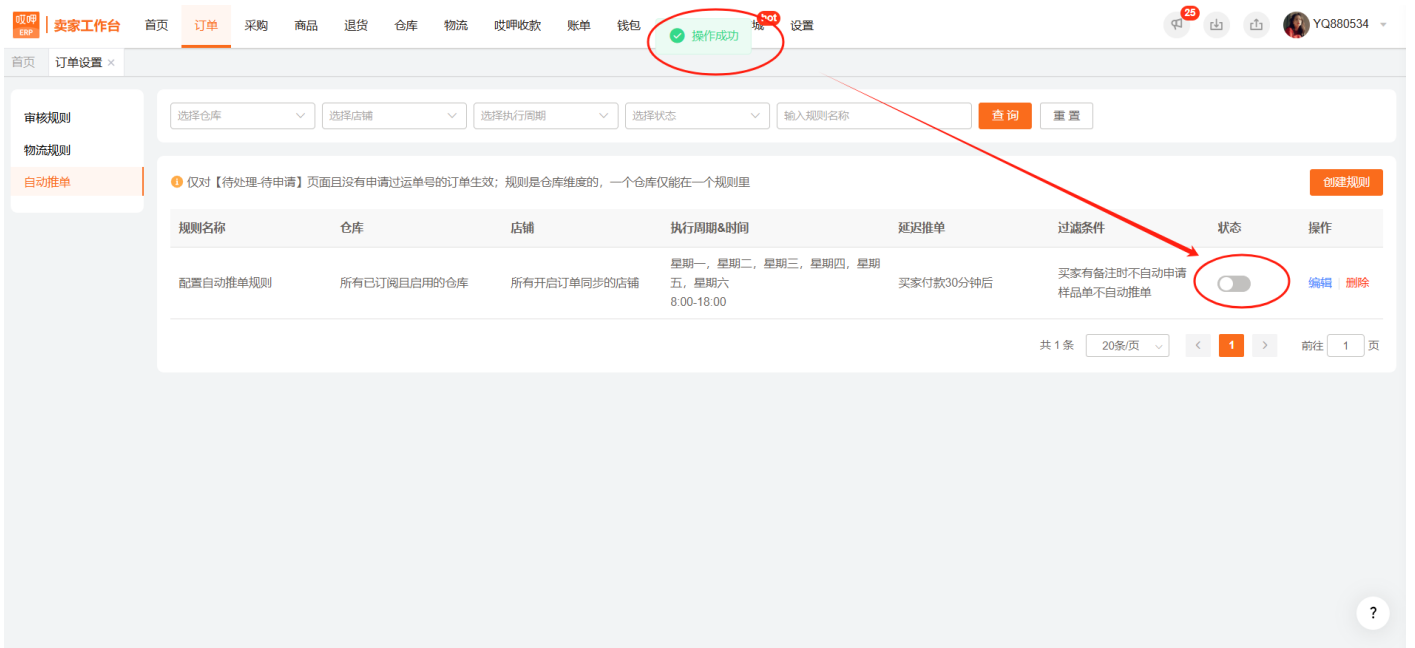 哎呷
ERP
卖家工作台
首页
订单
采购
商品
退货
仓库
物流
哎呷收款
账单
钱包
操作成功
城
hot
设置
25
YQ880534
首页
订单设置 ×
审核规则
物流规则
自动推单
选择仓库
选择店铺
选择执行周期
选择状态
输入规则名称
查 询
重 置
仅对【待处理-待申请】页面且没有申请过运单号的订单生效；规则是仓库维度的，一个仓库仅能在一个规则里
创建规则
规则名称
仓库
店铺
执行周期&时间
延迟推单
过滤条件
状态
操作
配置自动推单规则
所有已订阅且启用的仓库
所有开启订单同步的店铺
星期一，星期二，星期三，星期四，星期
五，星期六
8:00-18:00
买家付款30分钟后
买家有备注时不自动申请
样品单不自动推单
编辑
删除
共 1 条
20条/页
<
1
>
前往
1
页
?